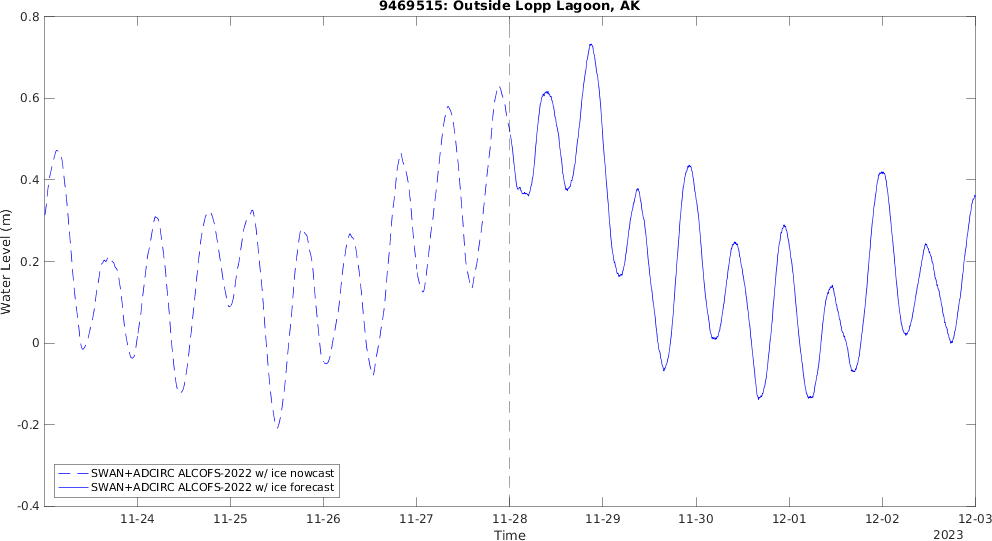 9469515: Outside Lopp Lagoon, AK
0.8
0.6
0.4
0.2
0
-0.2
-0.4
Water Level (m)
SWAN+ADCIRC ALCOFS-2022 w/ ice nowcast
SWAN+ADCIRC ALCOFS-2022 w/ ice forecast
11-24 11-25 11-26 11-27 11-28 11-29 11-30 12-01 12-02 12-03
Time
2023